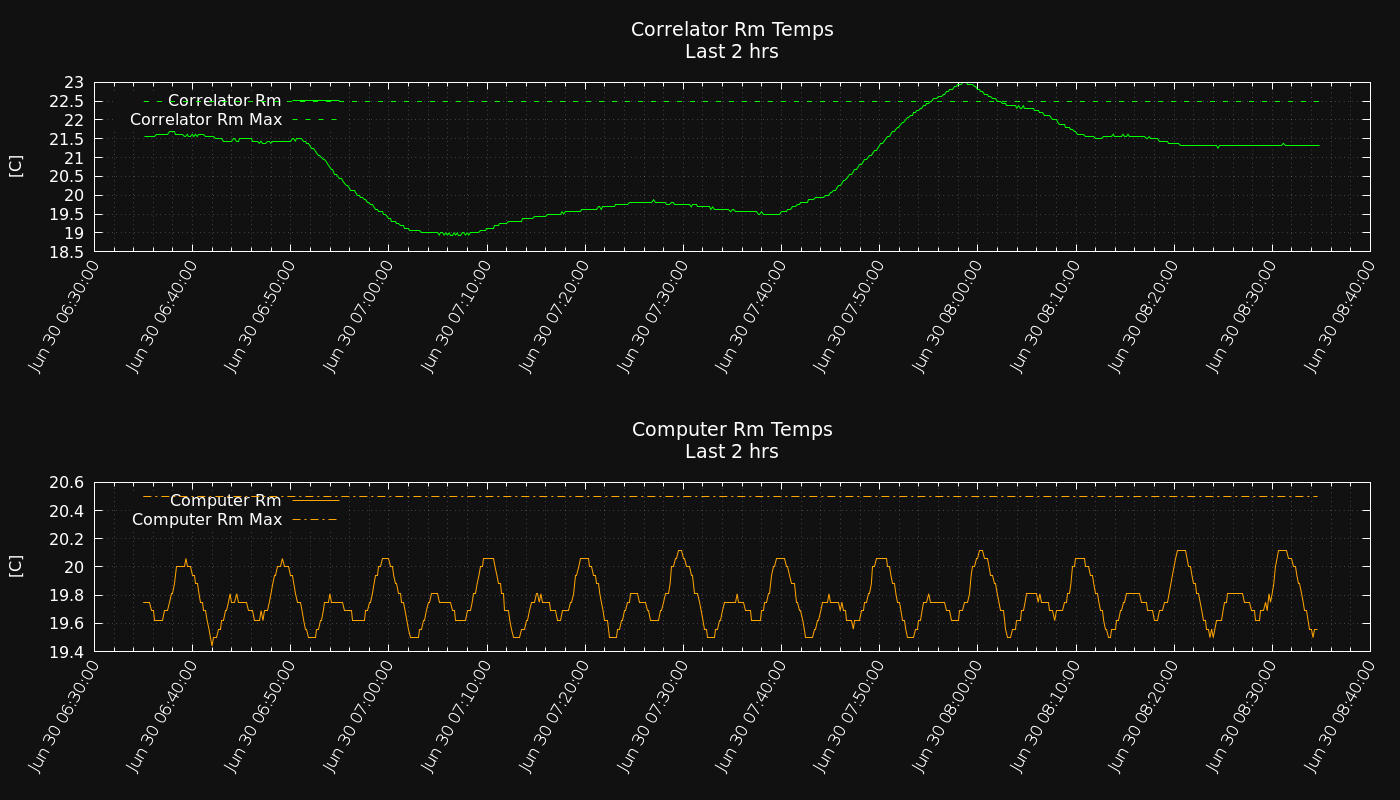 Correlator Rm Temps
Last 2 hrs
[C]
23
22.5
22
21.5
21
20.5
20
19.5
19
18.5
Correlator Rm
Correlator Rm Max
Jun 30 06:30:00
Jun 30 06:40:00
Jun 30 06:50:00
Jun 30 07:00:00
Jun 30 07:10:00
Jun 30 07:20:00
Jun 30 07:30:00
Jun 30 07:40:00
Jun 30 07:50:00
Jun 30 08:00:00
Jun 30 08:10:00
Jun 30 08:20:00
Jun 30 08:30:00
Jun 30 08:40:00
Computer Rm Temps
Last 2 hrs
[C]
20.6
20.4
20.2
20
19.8
19.6
19.4
Computer Rm
Computer Rm Max
Jun 30 06:30:00
Jun 30 06:40:00
Jun 30 06:50:00
Jun 30 07:00:00
Jun 30 07:10:00
Jun 30 07:20:00
Jun 30 07:30:00
Jun 30 07:40:00
Jun 30 07:50:00
Jun 30 08:00:00
Jun 30 08:10:00
Jun 30 08:20:00
Jun 30 08:30:00
Jun 30 08:40:00